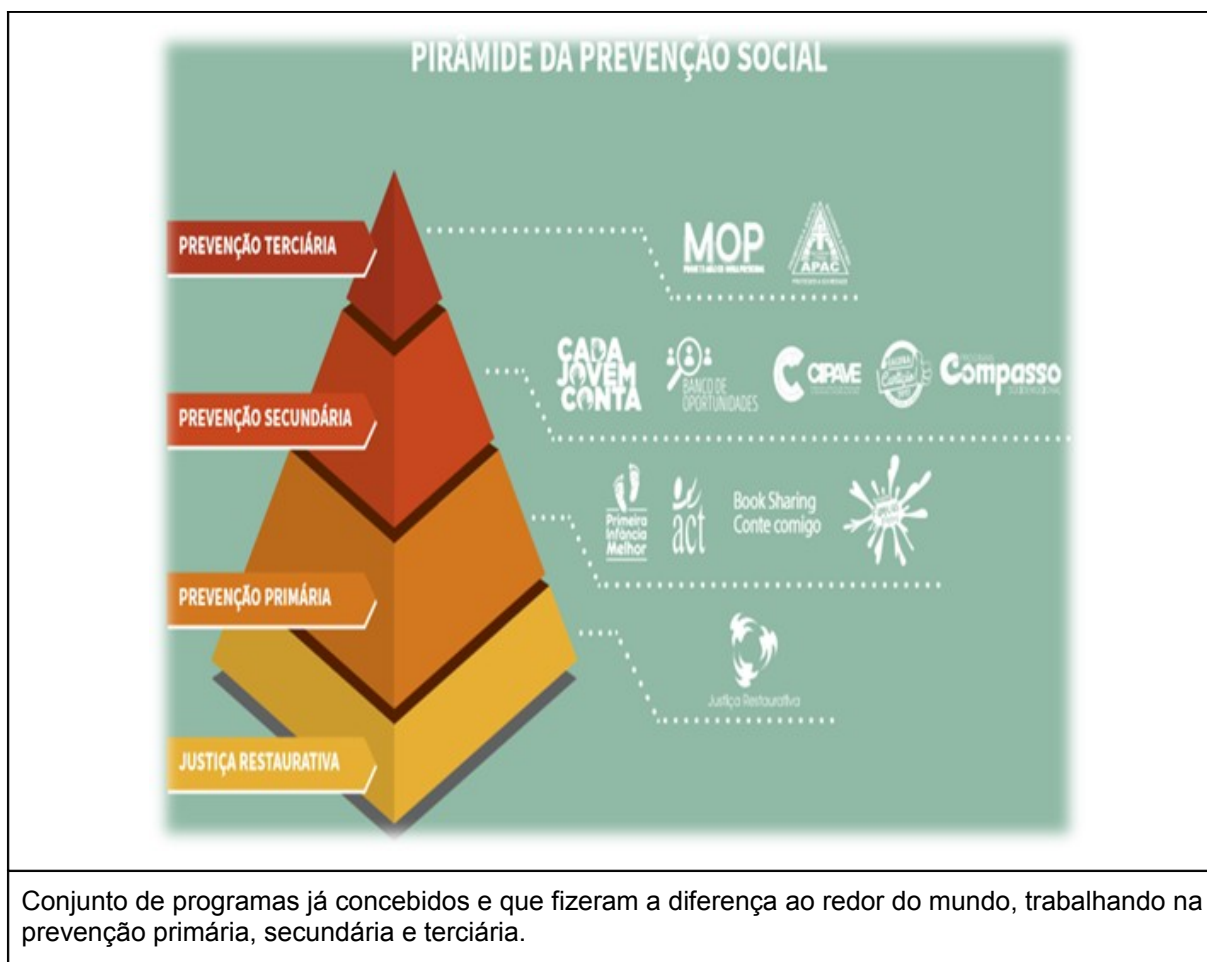 PIRÂMIDE DA PREVENÇÃO SOCIAL
PREVENÇÃO TERCIÁRIA
MOP
APAC
PREVENÇÃO SECUNDÁRIA
CADA
JOVEM
CONTA
BANCO DE
OPORTUNIDADES
CIPAVE
Compasso
PREVENÇÃO PRIMÁRIA
Primeira
Infância
Melhor
act
Book Sharing
Conte comigo
JUSTIÇA RESTAURATIVA
Justiça Restaurativa
Conjunto de programas já concebidos e que fizeram a diferença ao redor do mundo, trabalhando na
prevenção primária, secundária e terciária.